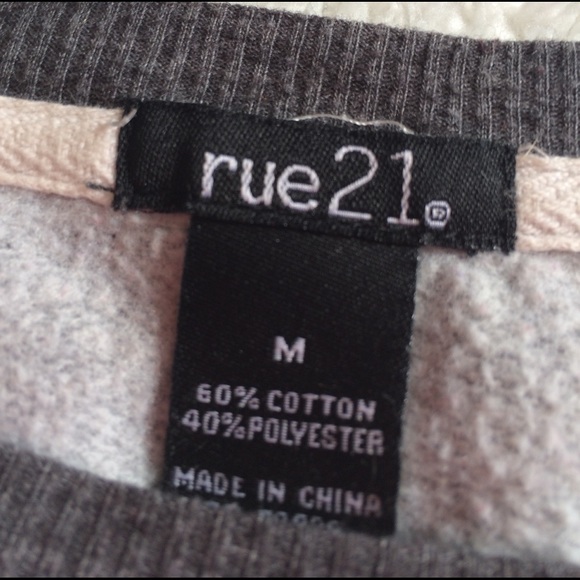 rue21®
M
60% COTTON
40% POLYESTER
MADE IN CHINA